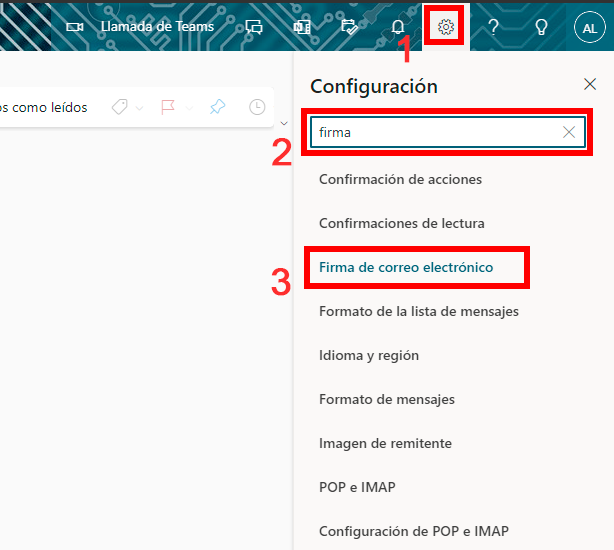 Llamada de Teams
AL
1
Configuración
os como leídos
firma
2
Confirmación de acciones
Confirmaciones de lectura
Firma de correo electrónico
3
Formato de la lista de mensajes
Idioma y región
Formato de mensajes
Imagen de remitente
POP e IMAP
Configuración de POP e IMAP